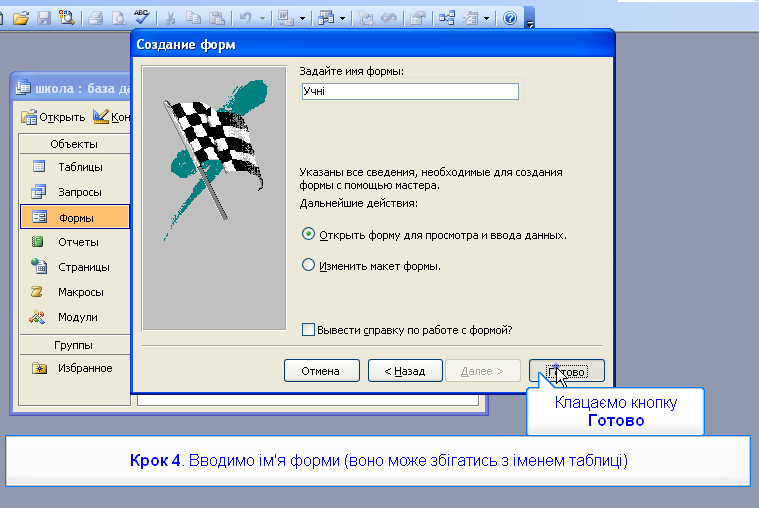 ABC
Создание форм
школа : база да
Открыть
Кон
Объекты
Таблицы
Запросы
Формы
Отчеты
Страницы
Макросы
Модули
Группы
Избранное
Задайте имя формы:
Учні
Указаны все сведения, необходимые для создания
формы с помощью мастера.
Дальнейшие действия:
Открыть форму для просмотра и ввода данных.
Изменить макет формы.
Вывести справку по работе с формой?
Отмена
< Назад
Далее >
Готово
Клацаємо кнопку
Готово
Крок 4. Вводимо ім'я форми (воно може збігатись з іменем таблиці)